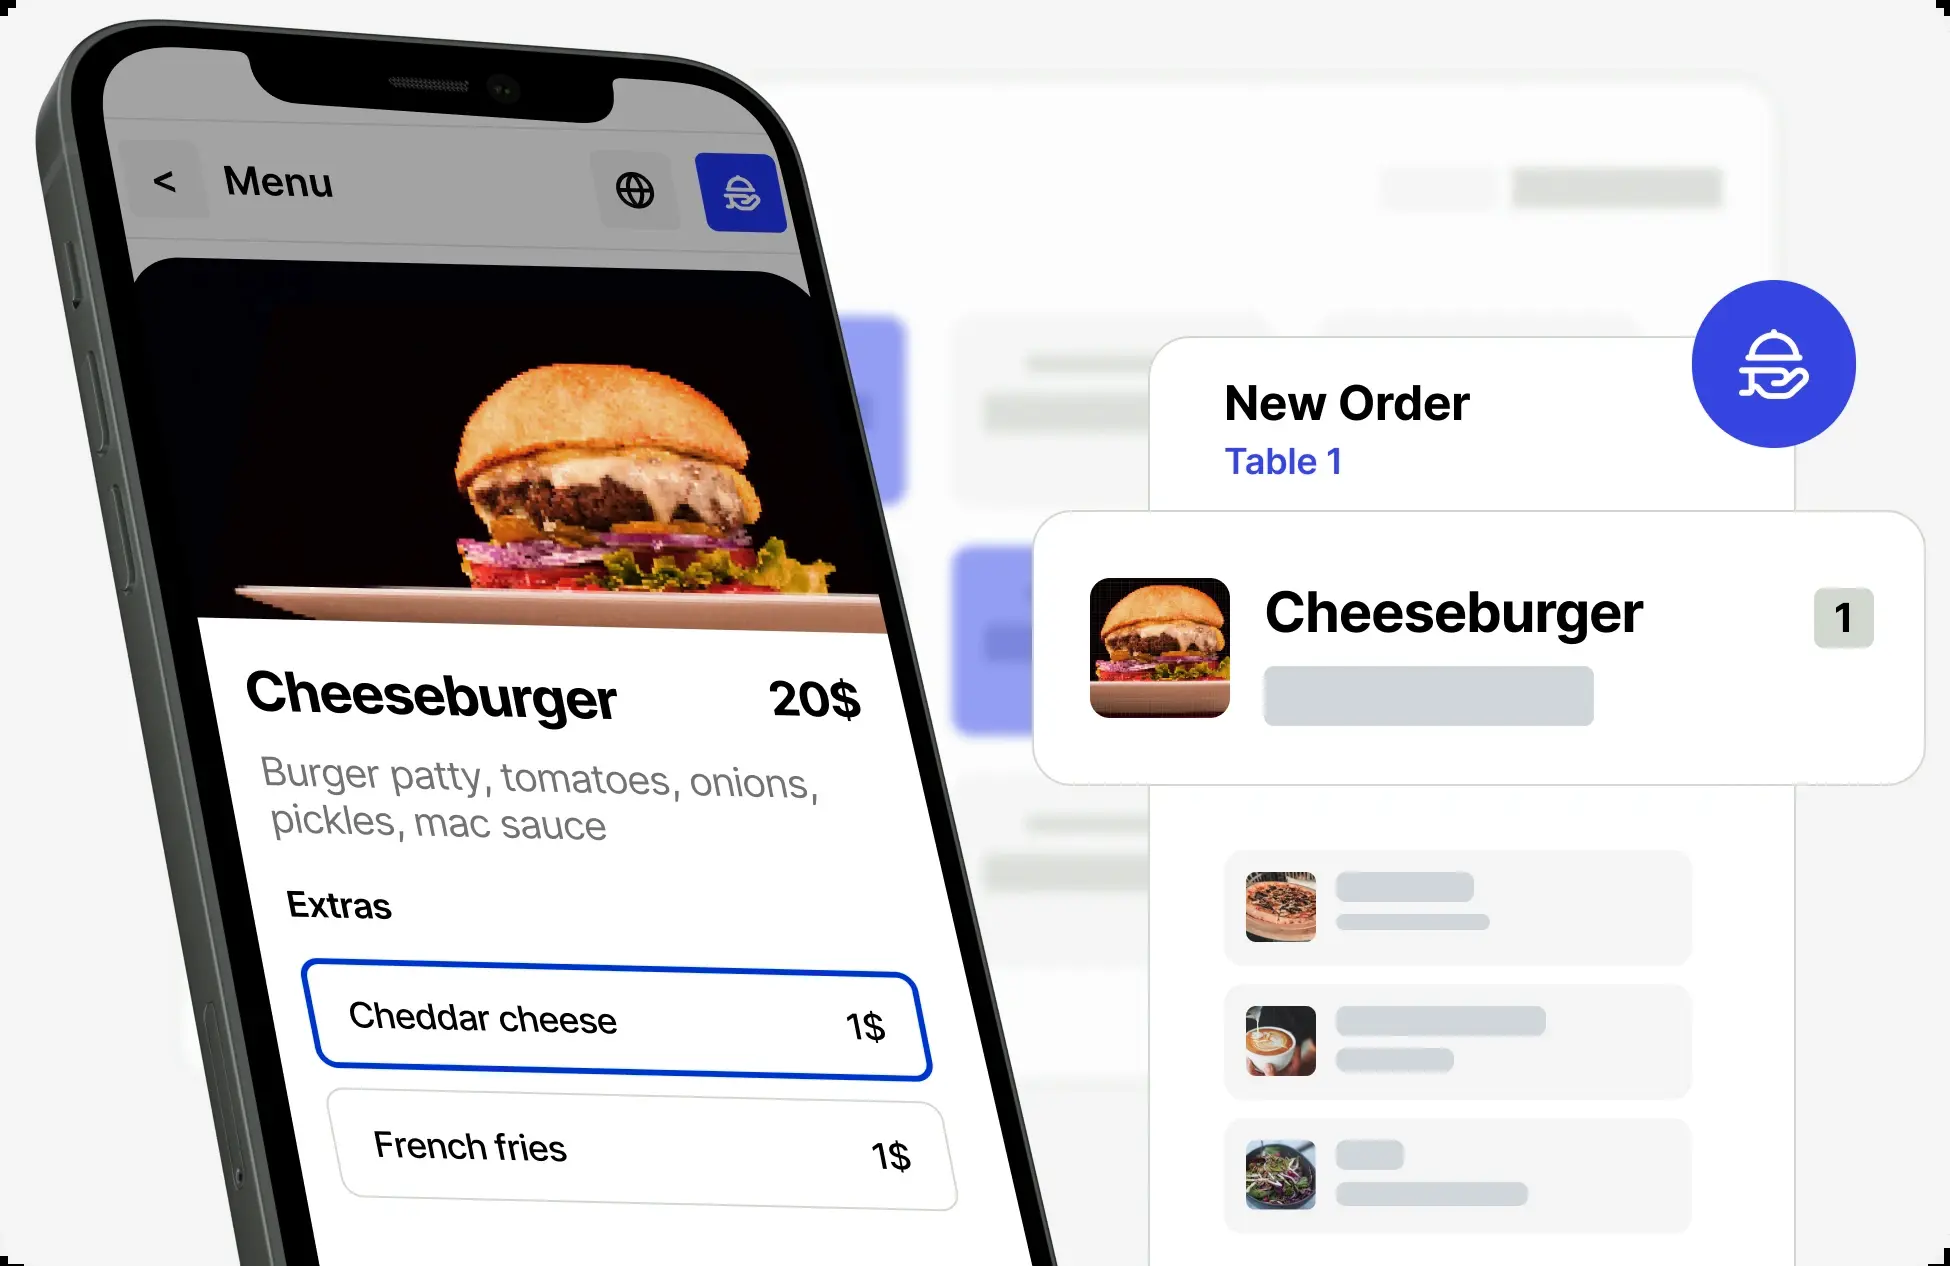 <
Menu
Cheeseburger 20$
Burger patty, tomatoes, onions,
pickles, mac sauce
Extras
Cheddar cheese 1$
French fries 1$
New Order
Table 1
Cheeseburger 1